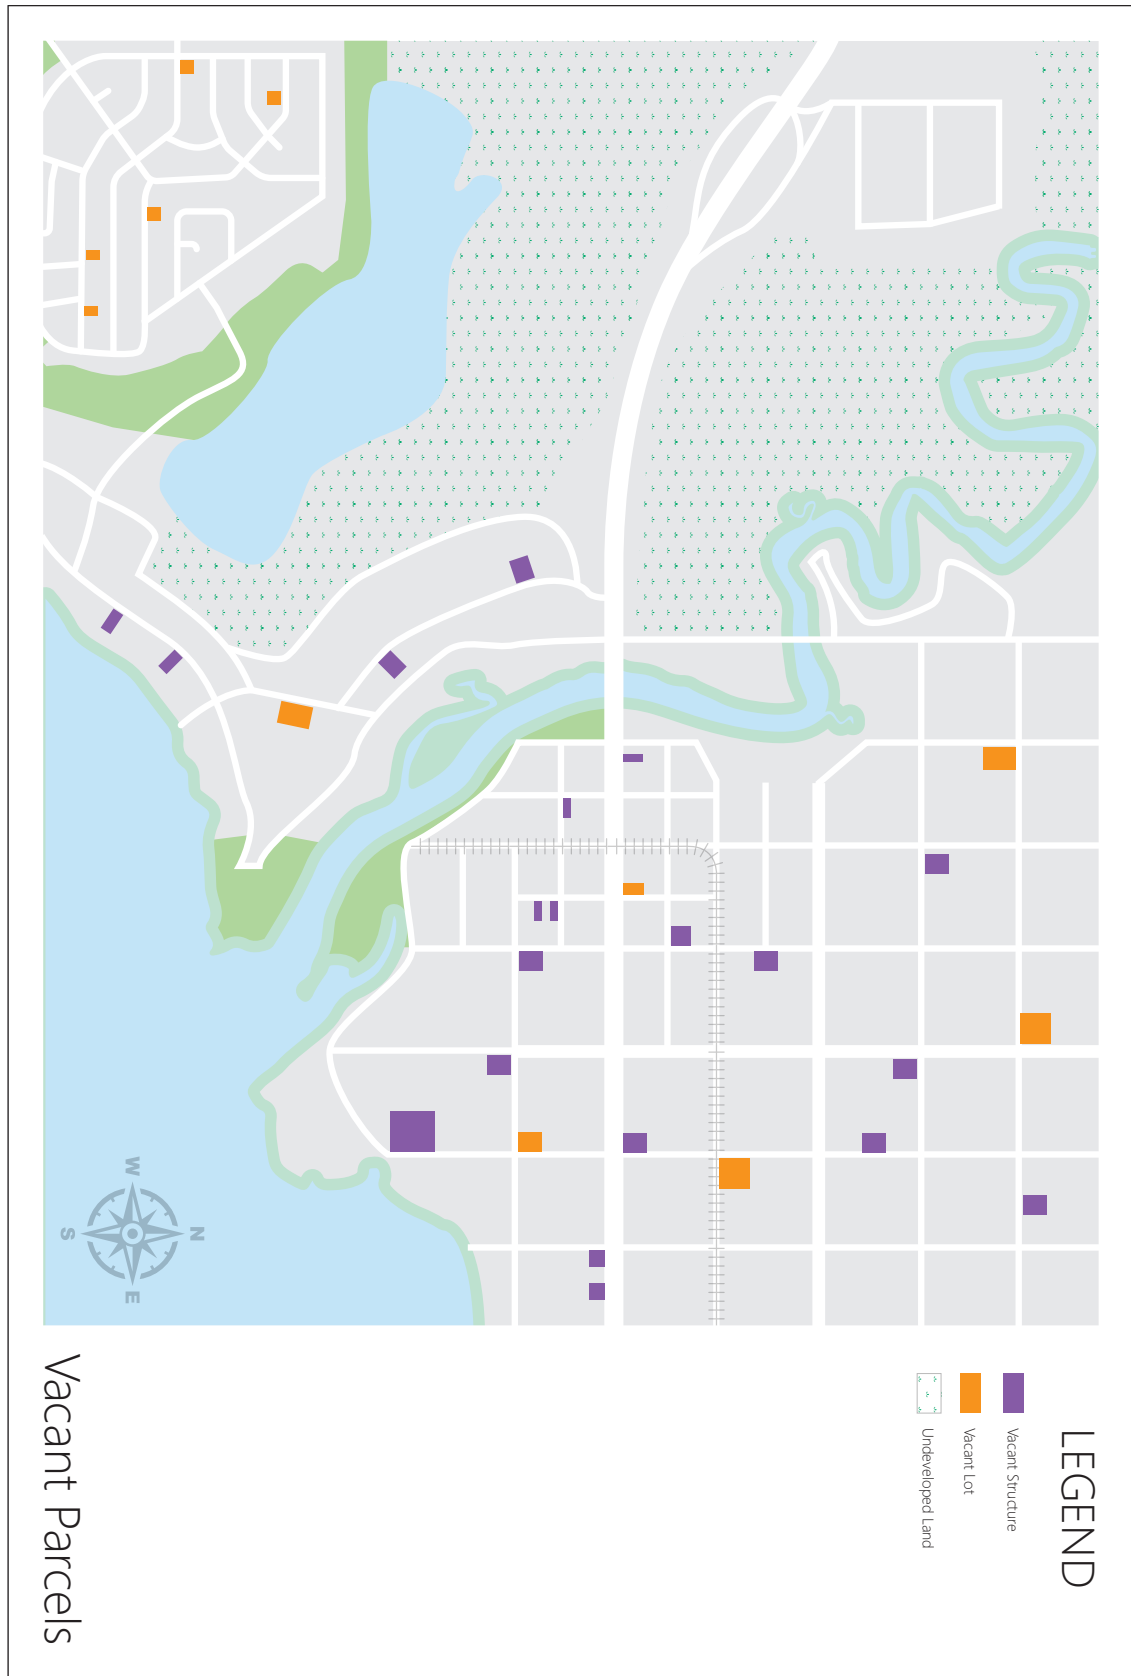 N
W
E
S
LEGEND
Vacant Structure
Vacant Lot
Undeveloped Land
Vacant Parcels